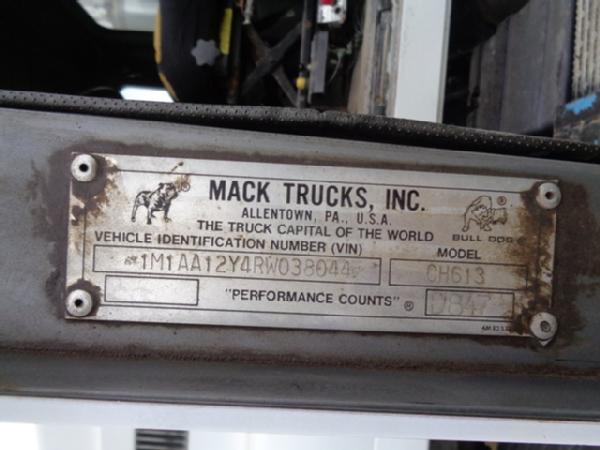 MACK TRUCKS, INC.
ALLENTOWN, PA., U.S.A.
THE TRUCK CAPITAL OF THE WORLD
BULL DOG ®
VEHICLE IDENTIFICATION NUMBER (VIN) MODEL
1M1AA12Y4RW038044 CH613
"PERFORMANCE COUNTS" ® D847